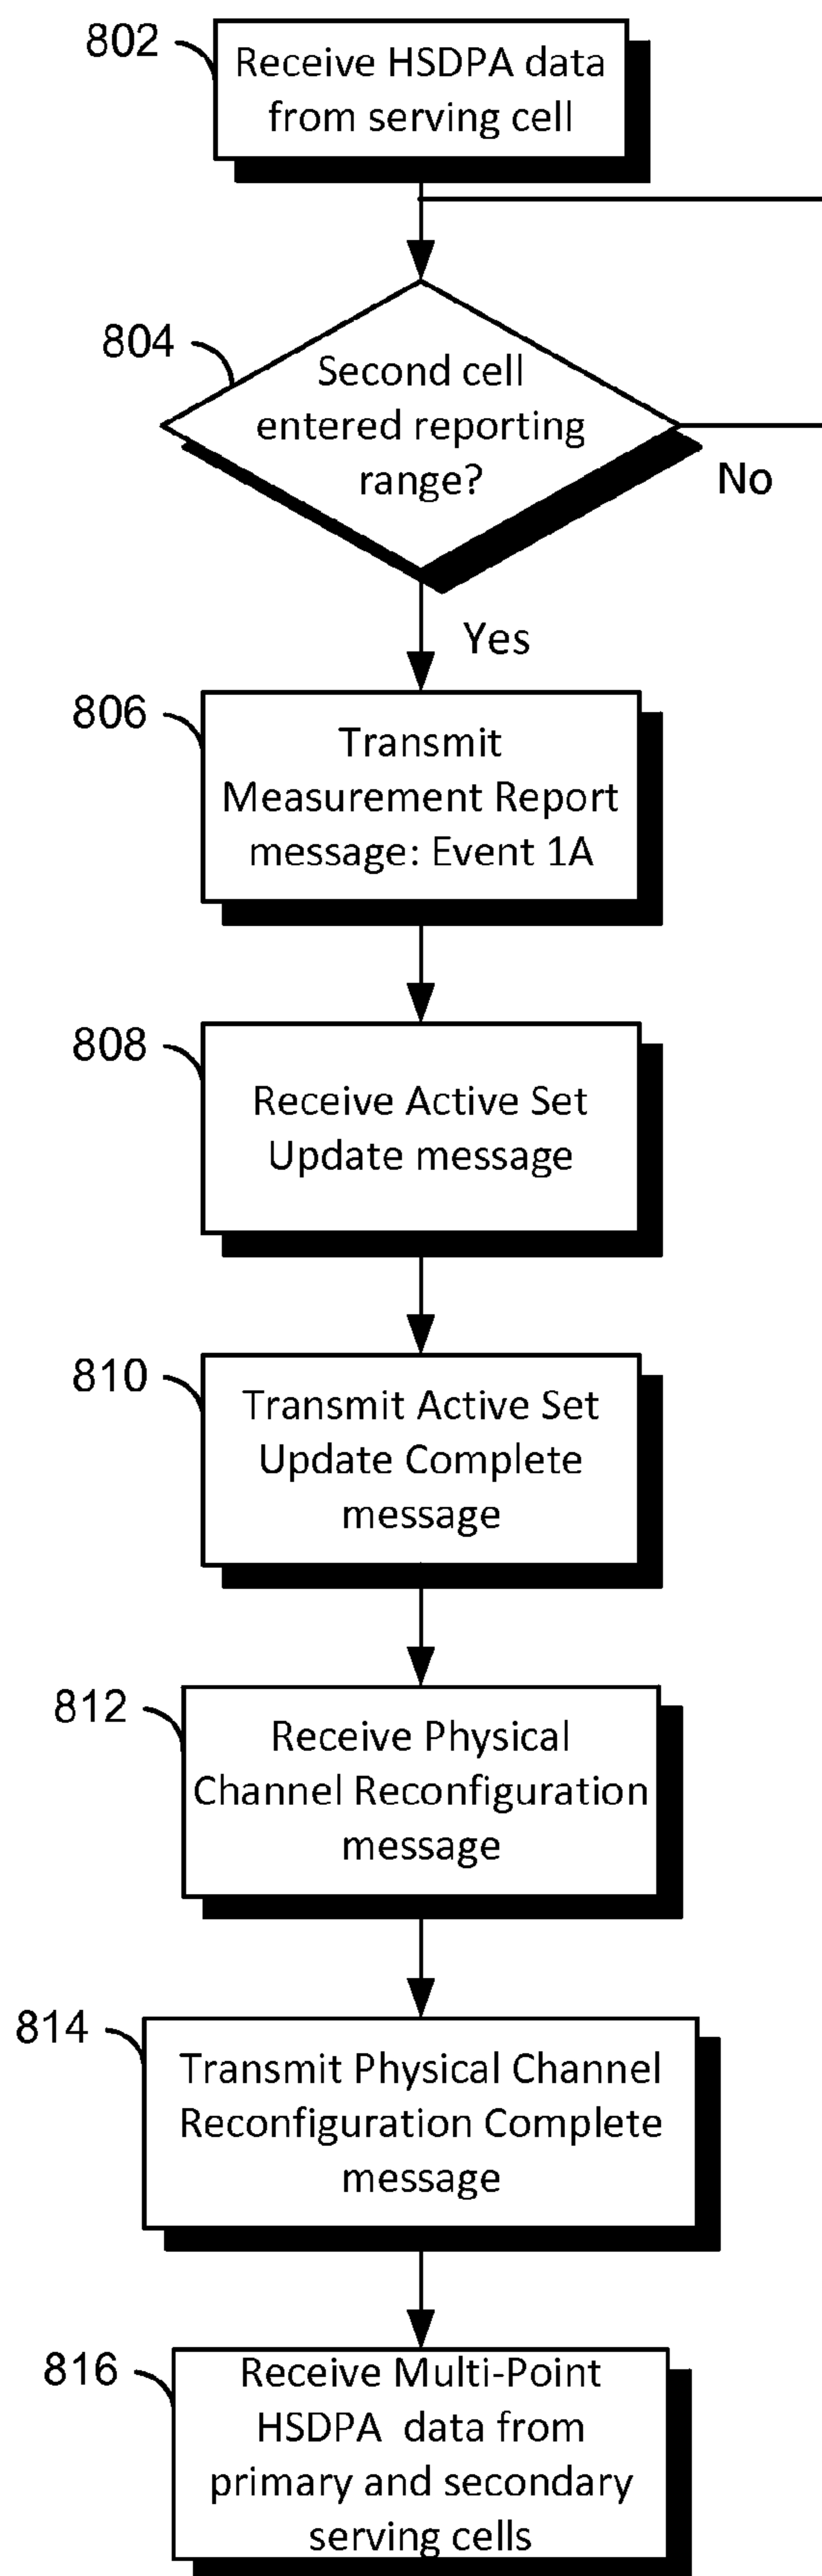 802
Receive HSDPA data
from serving cell
804
Second cell
entered reporting
range?
No
Yes
806
Transmit
Measurement Report
message: Event 1A
808
Receive Active Set
Update message
810
Transmit Active Set
Update Complete
message
812
Receive Physical
Channel Reconfiguration
message
814
Transmit Physical Channel
Reconfiguration Complete
message
816
Receive Multi-Point
HSDPA data from
primary and secondary
serving cells